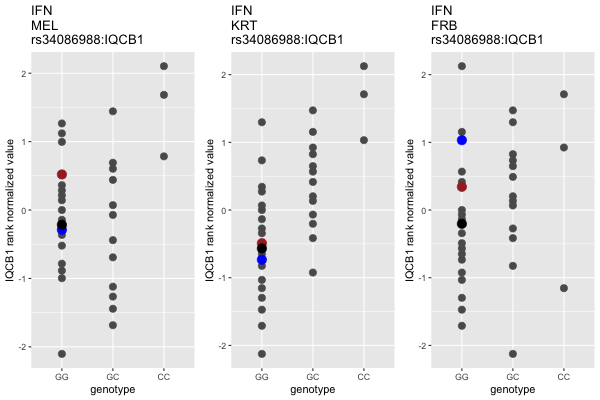 IFN
MEL
rs34086988:IQCB1
IQCB1 rank normalized value
2
1
0
-1
-2
GG
GC
CC
genotype
IFN
KRT
rs34086988:IQCB1
IQCB1 rank normalized value
2
1
0
-1
-2
GG
GC
CC
genotype
IFN
FRB
rs34086988:IQCB1
IQCB1 rank normalized value
2
1
0
-1
-2
GG
GC
CC
genotype